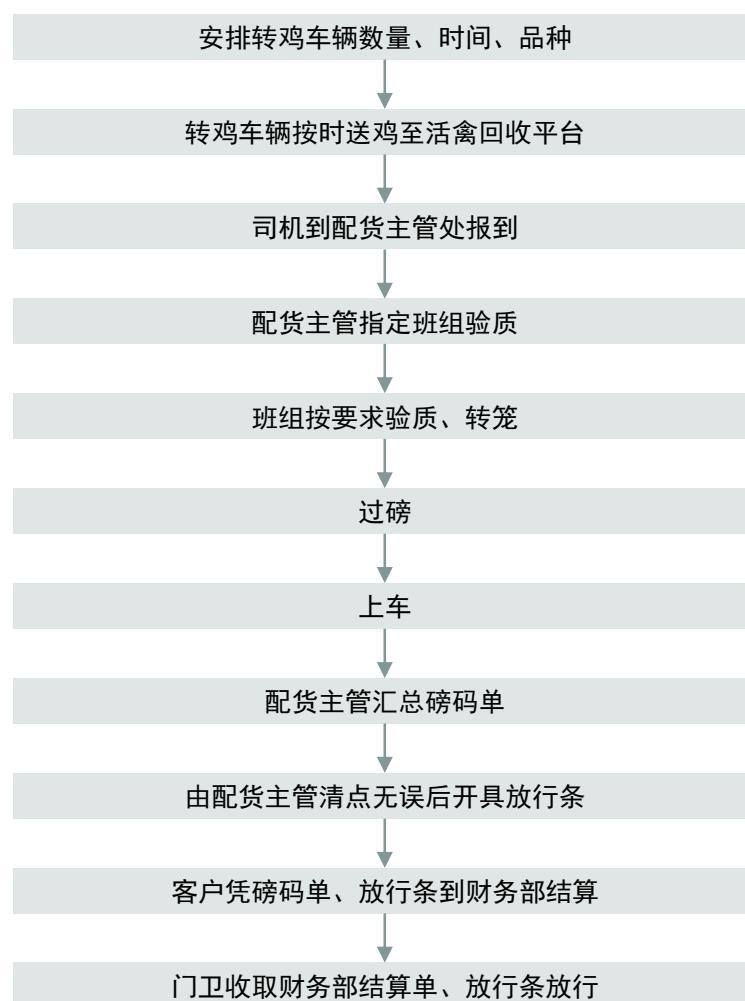 安排转鸡车辆数量、时间、品种
转鸡车辆按时送鸡至活禽回收平台
司机到配货主管处报到
配货主管指定班组验质
班组按要求验质、转笼
过磅
上车
配货主管汇总磅码单
由配货主管清点无误后开具放行条
客户凭磅码单、放行条到财务部结算
门卫收取财务部结算单、放行条放行